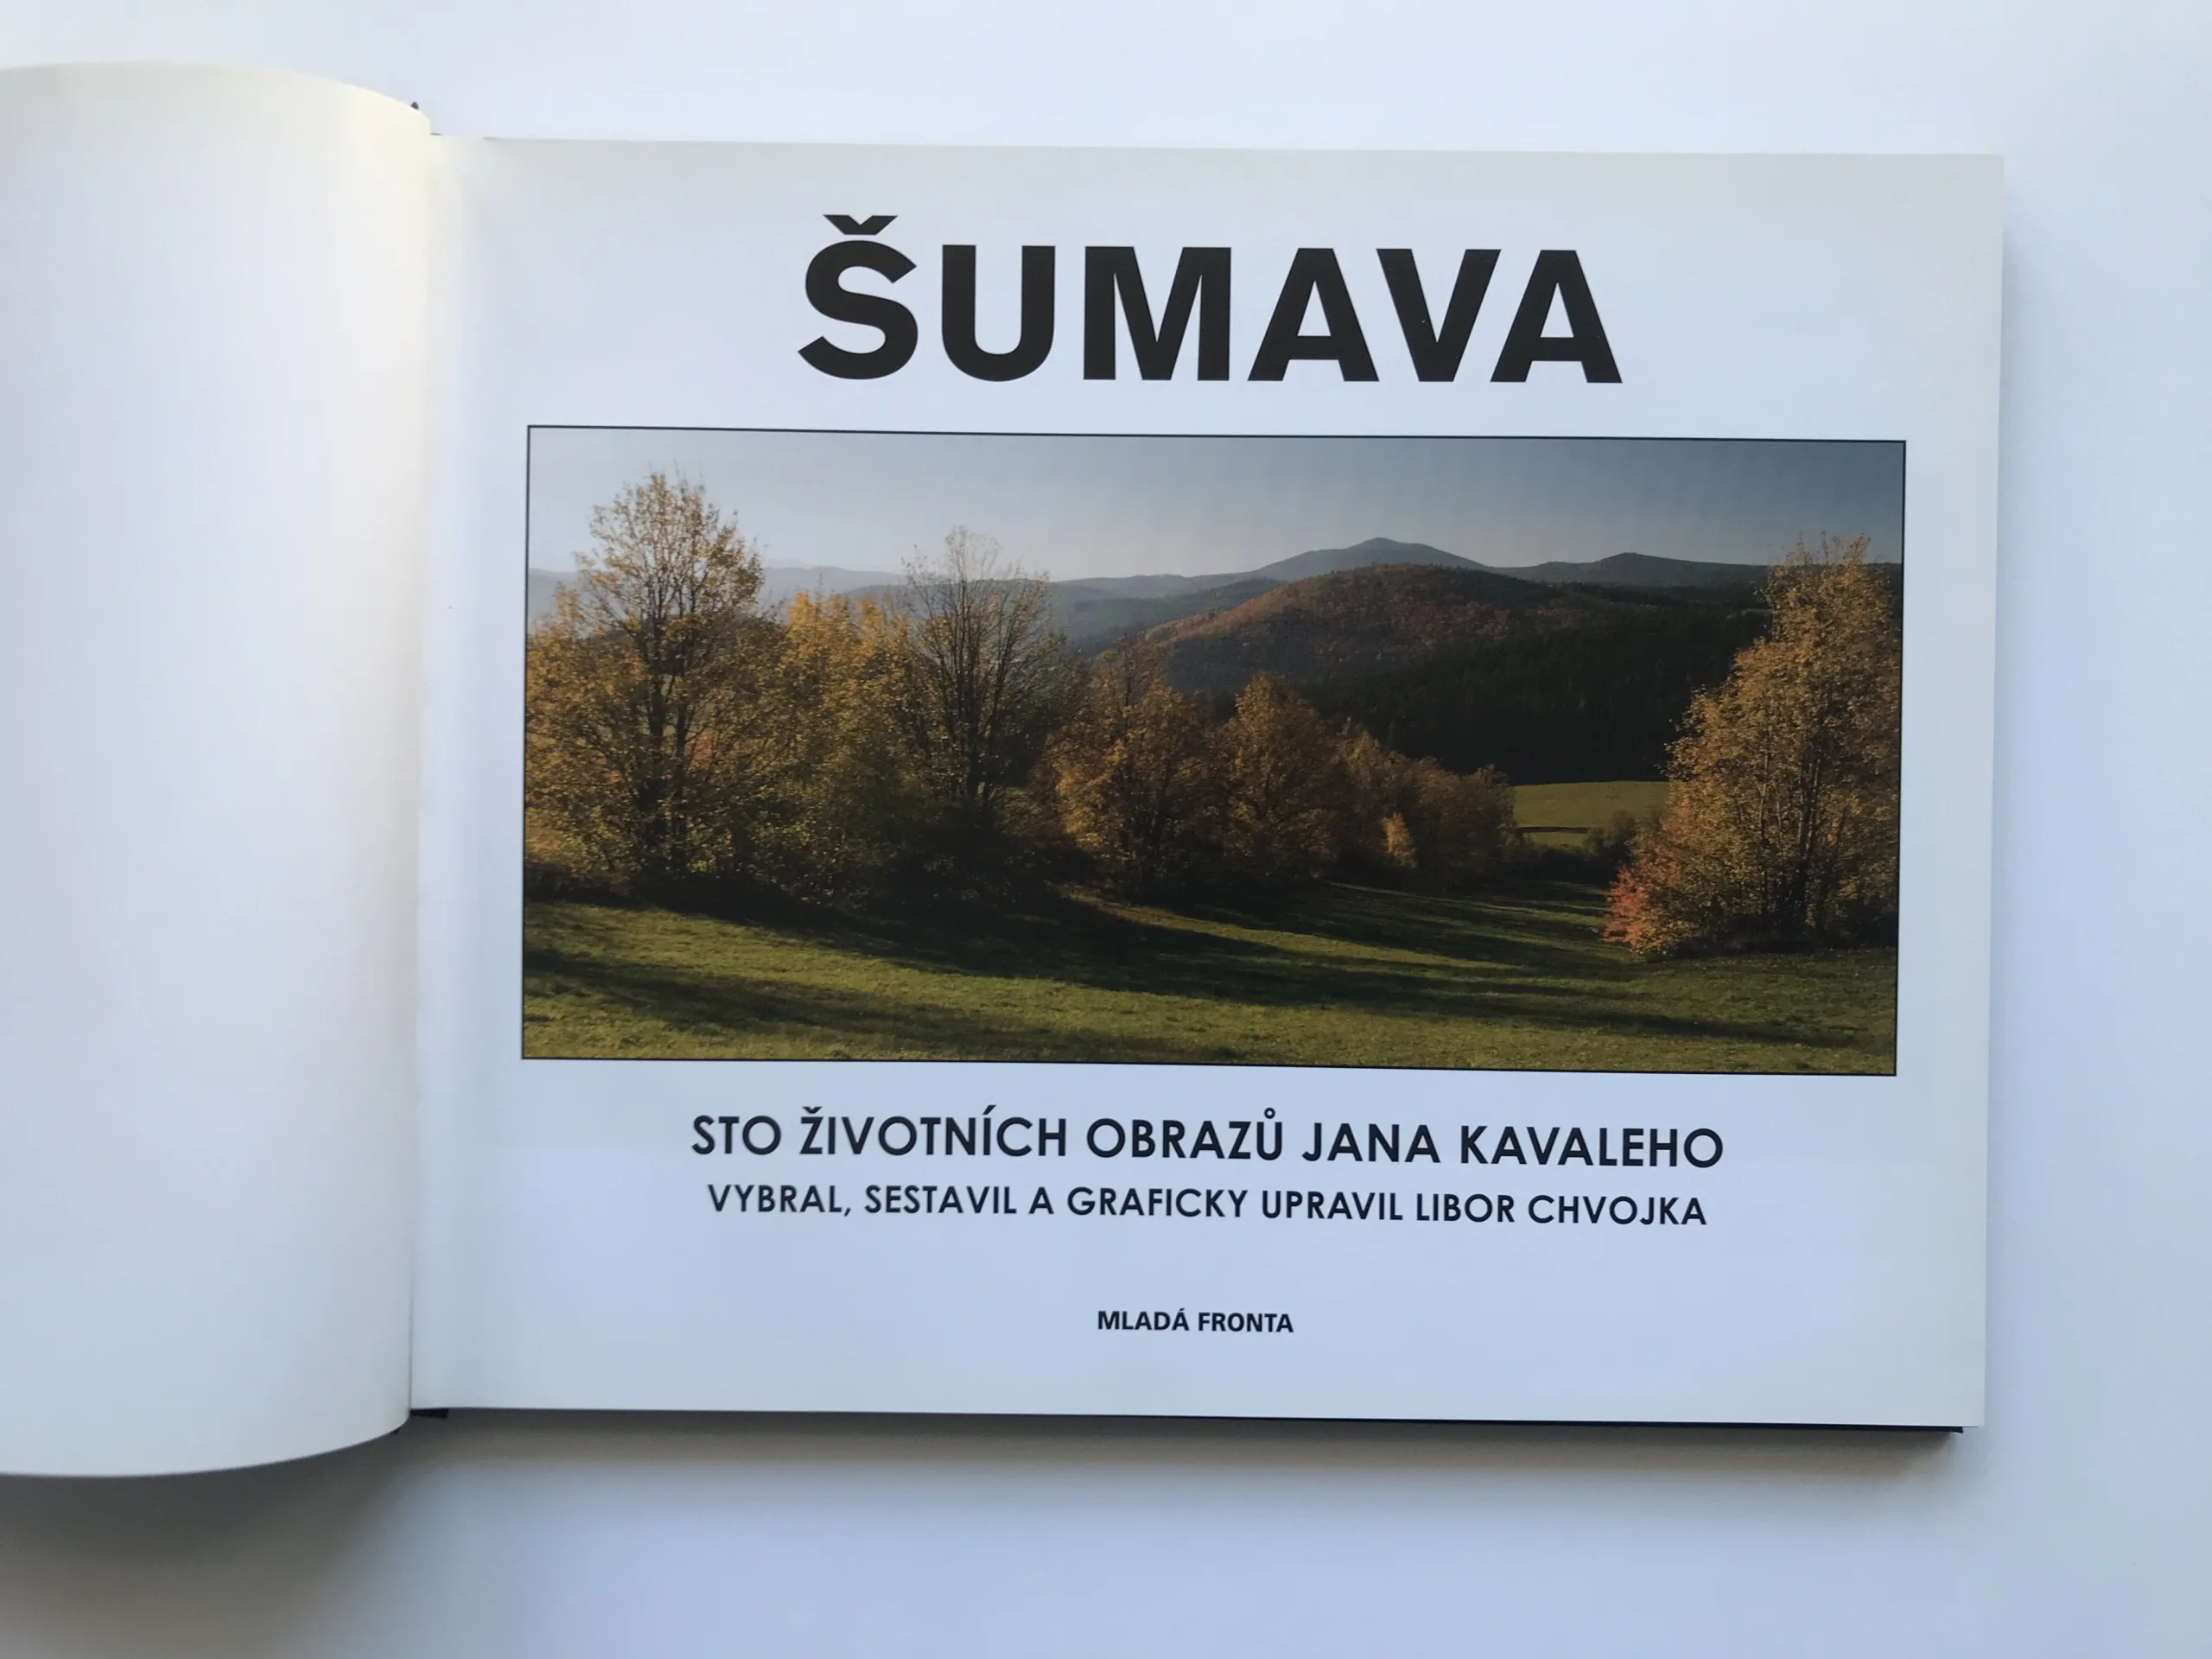 ŠUMAVA
STO ŽIVOTNÍCH OBRAZŮ JANA KAVALEHO
VYBRAL, SESTAVIL A GRAFICKY UPRAVIL LIBOR CHVOJKA
MLADÁ FRONTA